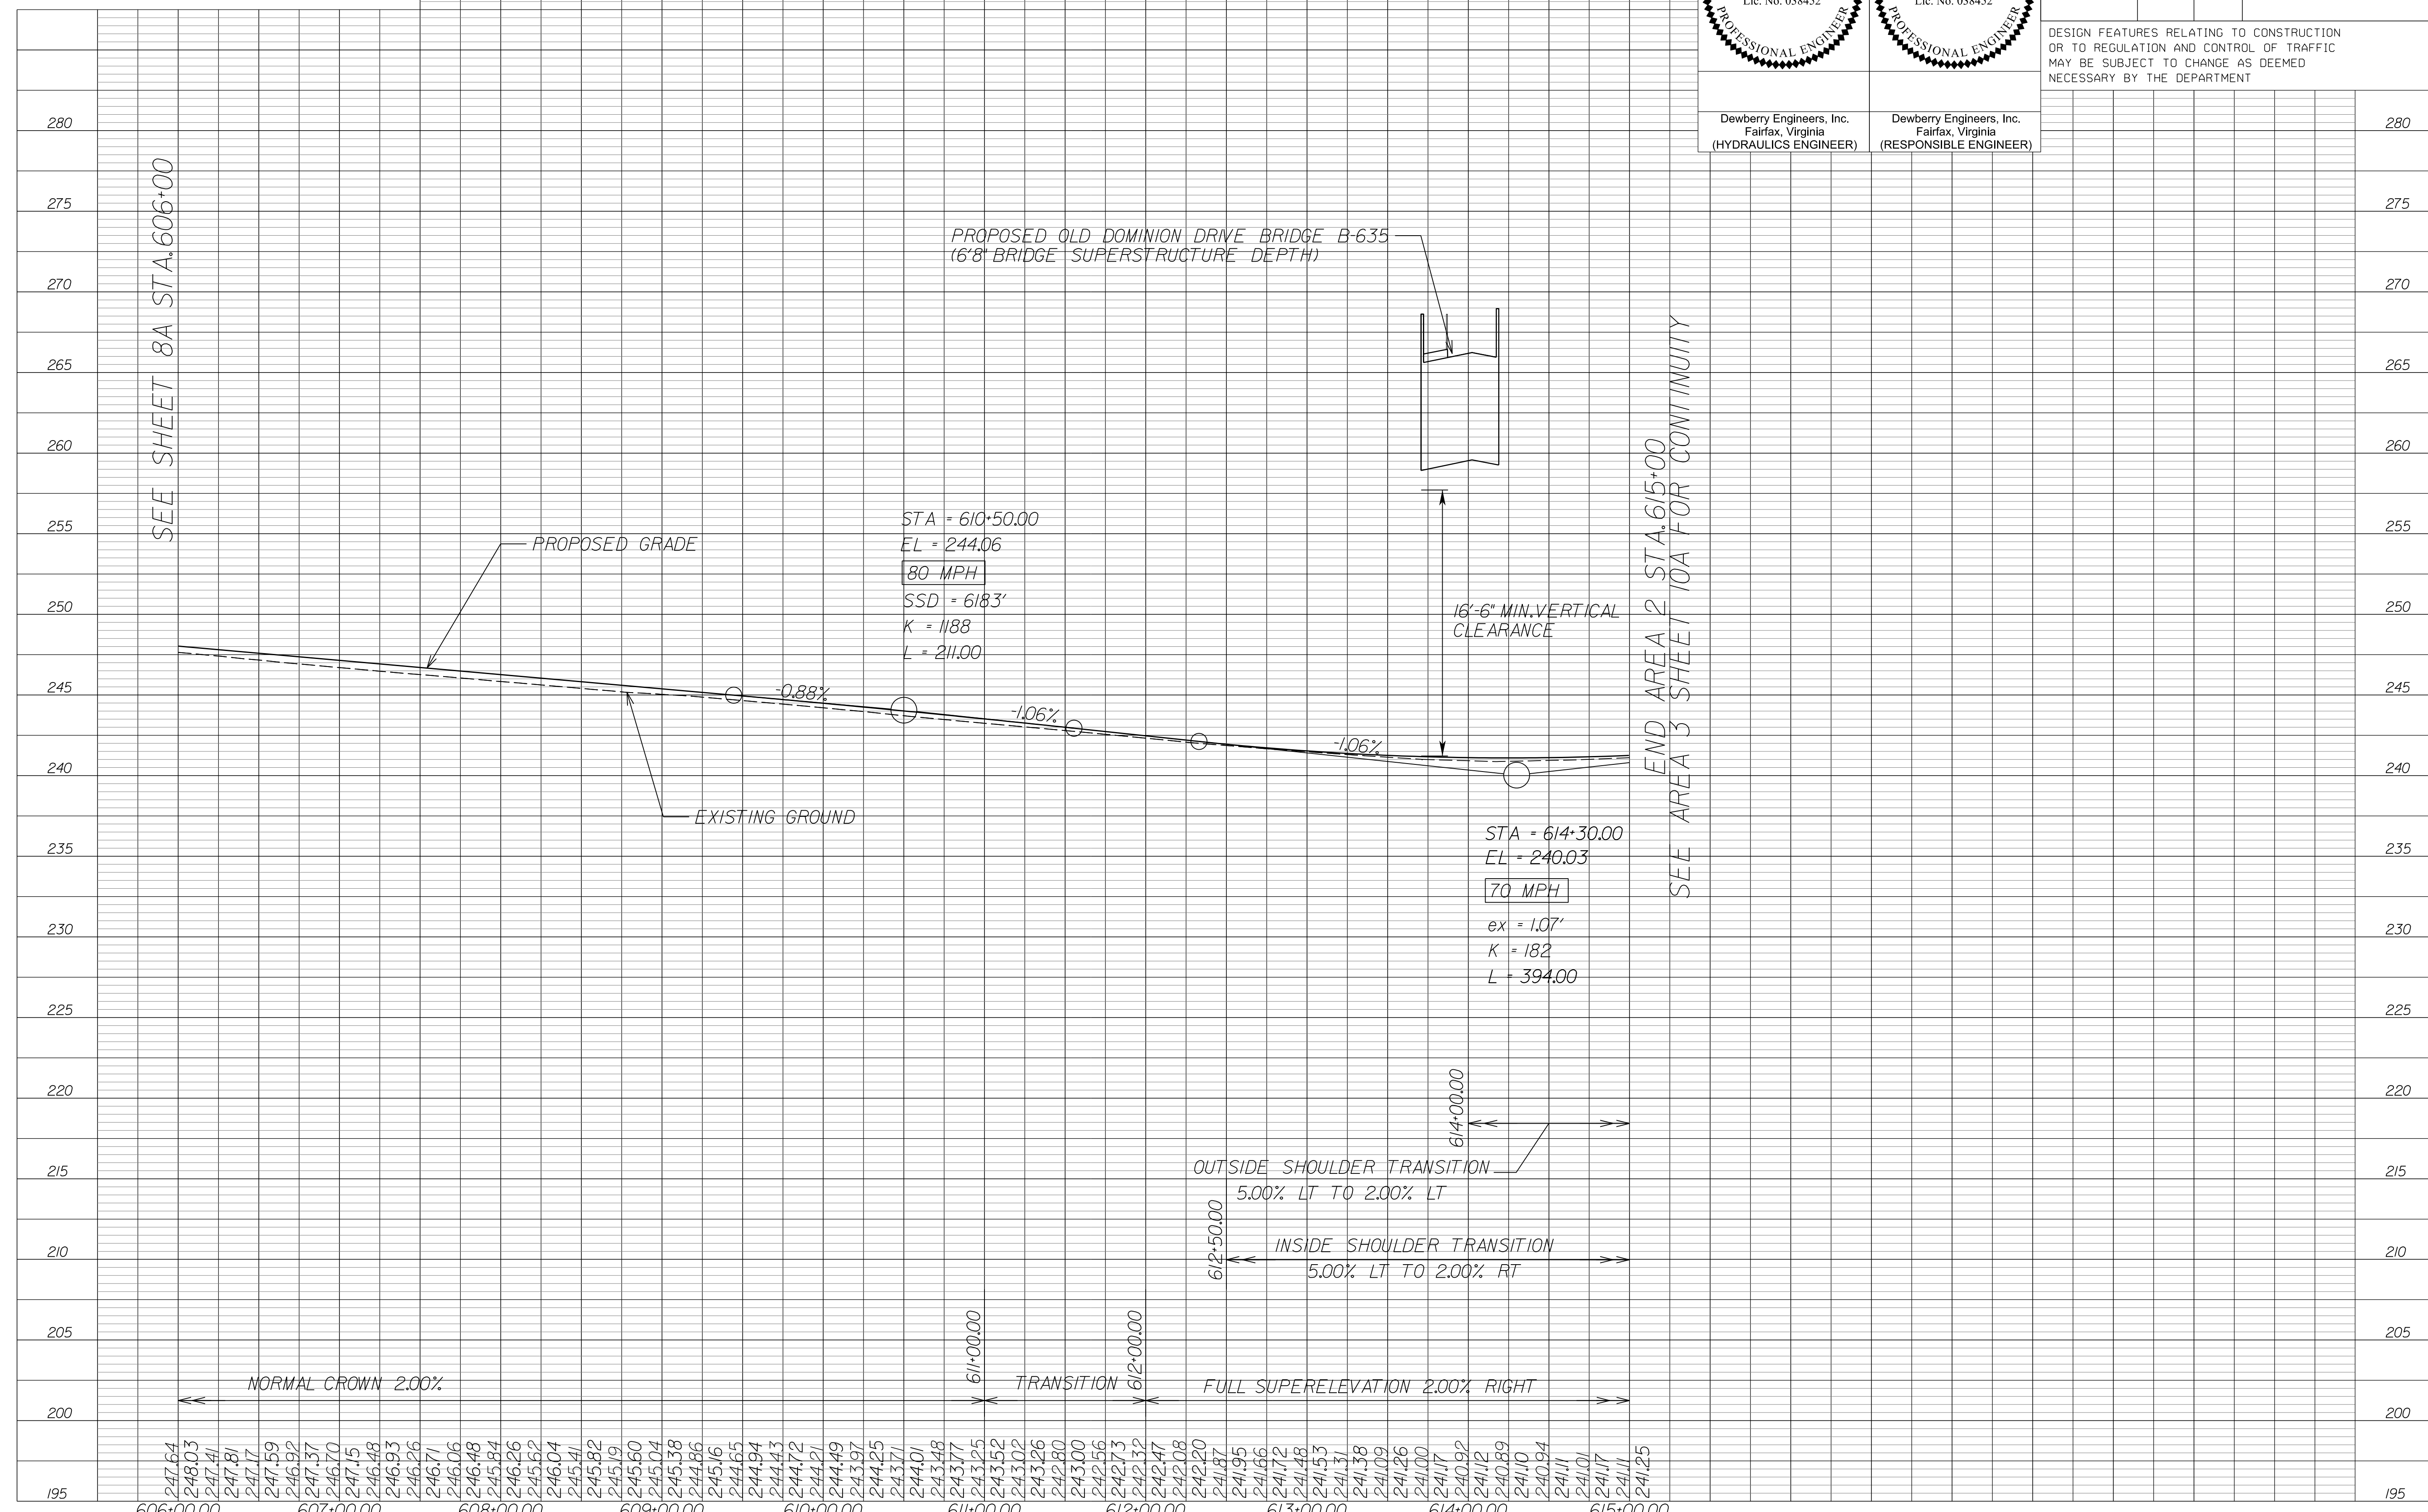 Lic. No. 038452
Lic. No. 038452
PROFESSIONAL ENGINEER
PROFESSIONAL ENGINEER
DESIGN FEATURES RELATING TO CONSTRUCTION
OR TO REGULATION AND CONTROL OF TRAFFIC
MAY BE SUBJECT TO CHANGE AS DEEMED
NECESSARY BY THE DEPARTMENT
Dewberry Engineers, Inc.
Fairfax, Virginia
(HYDRAULICS ENGINEER)
Dewberry Engineers, Inc.
Fairfax, Virginia
(RESPONSIBLE ENGINEER)
280 280
275 275
270 270
265 265
260 260
255 255
250 250
245 245
240 240
235 235
230 230
225 225
220 220
215 215
210 210
205 205
200 200
195 195
SEE SHEET 8A STA. 606+00
PROPOSED OLD DOMINION DRIVE BRIDGE B-635
(6'8" BRIDGE SUPERSTRUCTURE DEPTH)
PROPOSED GRADE
STA = 610+50.00
EL = 244.06
80 MPH
SSD = 6183'
K = 1188
L = 211.00
16'-6" MIN. VERTICAL
CLEARANCE
END AREA 2 STA. 615+00
SEE AREA 3 SHEET 10A FOR CONTINUITY
-0.88%
-1.06%
-1.06%
EXISTING GROUND
STA = 614+30.00
EL = 240.03
70 MPH
ex = 1.07'
K = 182
L = 394.00
614+00.00
OUTSIDE SHOULDER TRANSITION
5.00% LT TO 2.00% LT
612+50.00
INSIDE SHOULDER TRANSITION
5.00% LT TO 2.00% RT
611+00.00
612+00.00
NORMAL CROWN 2.00%
TRANSITION
FULL SUPERELEVATION 2.00% RIGHT
247.64
248.03
247.41
247.81
247.17
247.59
246.92
247.37
246.70
247.15
246.48
246.93
246.26
246.71
246.06
246.48
245.84
246.26
245.62
246.04
245.41
245.82
245.19
245.60
245.04
245.38
244.86
245.16
244.65
244.94
244.43
244.72
244.21
244.49
243.97
244.25
243.71
244.01
243.48
243.77
243.25
243.52
243.02
243.26
242.80
243.00
242.56
242.73
242.32
242.47
242.08
242.20
241.87
241.95
241.66
241.72
241.48
241.53
241.31
241.38
241.09
241.26
241.00
241.17
240.92
241.12
240.89
241.10
240.94
241.11
241.01
241.17
241.11
241.25
606+00.00
607+00.00
608+00.00
609+00.00
610+00.00
611+00.00
612+00.00
613+00.00
614+00.00
615+00.00